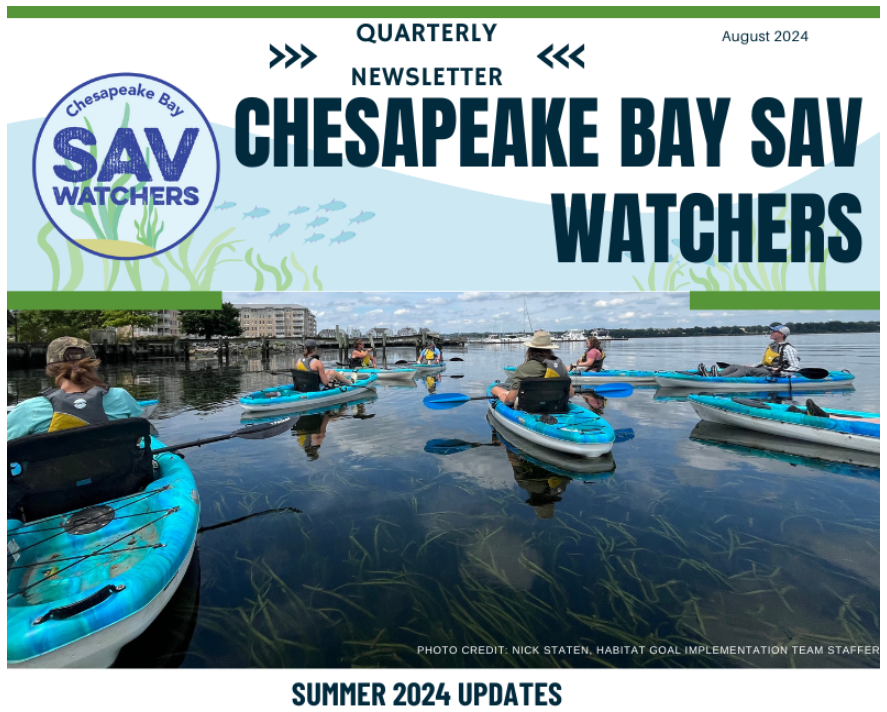 QUARTERLY
NEWSLETTER
August 2024
Chesapeake Bay
SAV
WATCHERS
CHESAPEAKE BAY SAV
WATCHERS
PHOTO CREDIT: NICK STATEN, HABITAT GOAL IMPLEMENTATION TEAM STAFFER
SUMMER 2024 UPDATES